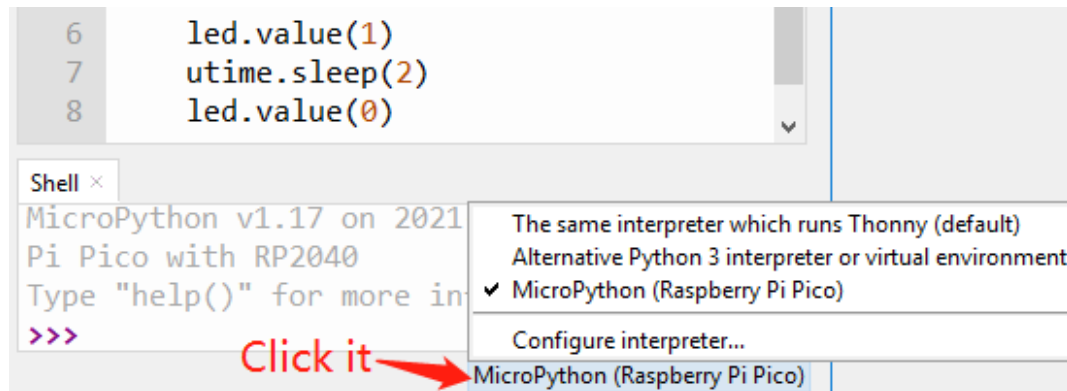 6 led.value(1)
7 utime.sleep(2)
8 led.value(0)
Shell ×
MicroPython v1.17 on 2021
Pi Pico with RP2040
Type "help()" for more in
>>>
The same interpreter which runs Thonny (default)
Alternative Python 3 interpreter or virtual environment
✓ MicroPython (Raspberry Pi Pico)
Configure interpreter...
Click it
MicroPython (Raspberry Pi Pico)